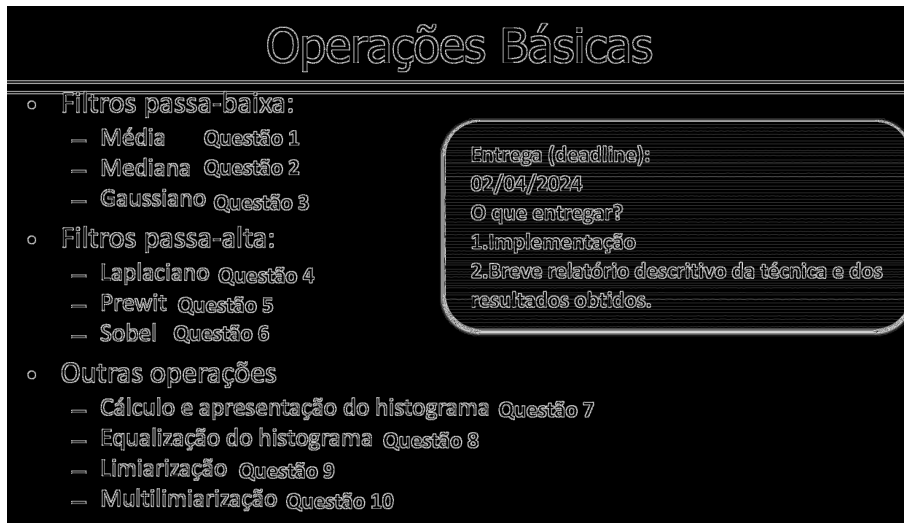 Operações Básicas
Filtros passa-baixa:
– Média Questão 1
– Mediana Questão 2
– Gaussiano Questão 3
Filtros passa-alta:
– Laplaciano Questão 4
– Prewit Questão 5
– Sobel Questão 6
Outras operações
– Cálculo e apresentação do histograma Questão 7
– Equalização do histograma Questão 8
– Limiarização Questão 9
– Multilimiarização Questão 10
Entrega (deadline):
02/04/2024
O que entregar?
1.Implementação
2.Breve relatório descritivo da técnica e dos
resultados obtidos.